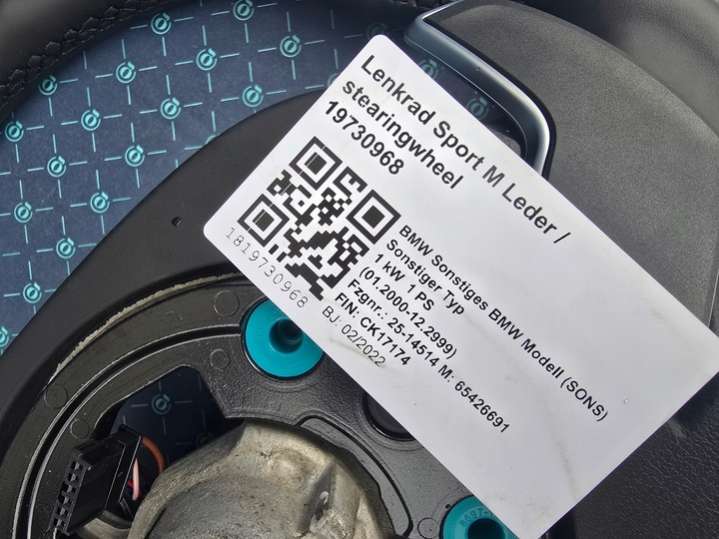 Lenkrad Sport M Leder /
stearingwheel
19730968
1819730968
BMW Sonstiges BMW Modell (SONS)
Sonstiger Typ
1 kW 1 PS
(01.2000-12.2999)
Fzgnr.: 25-14514 M: 65426691
FIN: CK17174
BJ: 02/2022